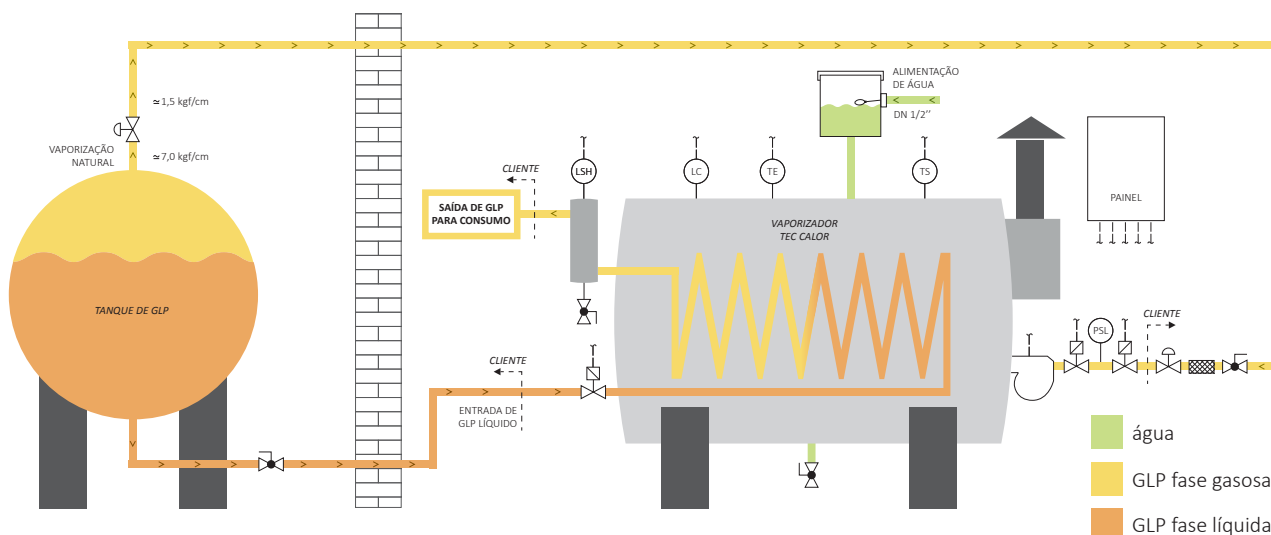 ≃1,5 kgf/cm
VAPORIZAÇÃO
NATURAL
≃7,0 kgf/cm
TANQUE DE GLP
CLIENTE
SAÍDA DE GLP
PARA CONSUMO
LSH
LC
TE
TS
ALIMENTAÇÃO
DE ÁGUA
DN 1/2’’
VAPORIZADOR
TEC CALOR
PAINEL
CLIENTE
ENTRADA DE
GLP LÍQUIDO
PSL
CLIENTE
água
GLP fase gasosa
GLP fase líquida